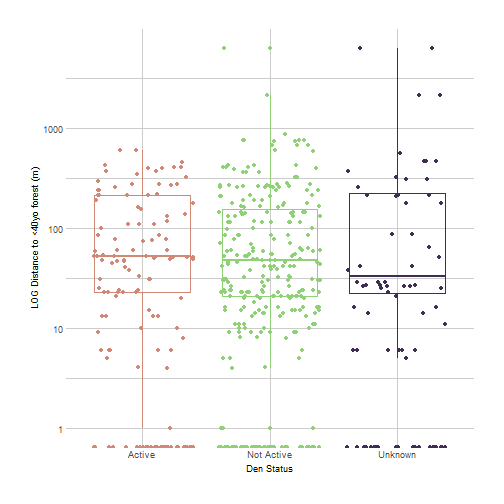 LOG Distance to <40yo forest (m)
1000
100
10
1
Active
Not Active
Unknown
Den Status